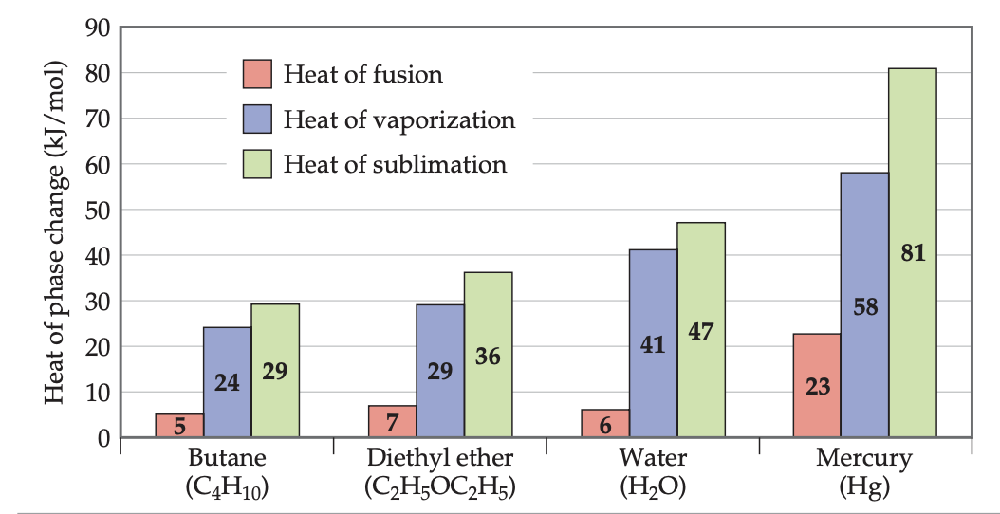 Heat of phase change (kJ/mol)
90
80
70
60
50
40
30
20
10
0
Heat of fusion
Heat of vaporization
Heat of sublimation
5
24
29
7
29
36
6
41
47
23
58
81
Butane
(C₄H₁₀)
Diethyl ether
(C₂H₅OC₂H₅)
Water
(H₂O)
Mercury
(Hg)